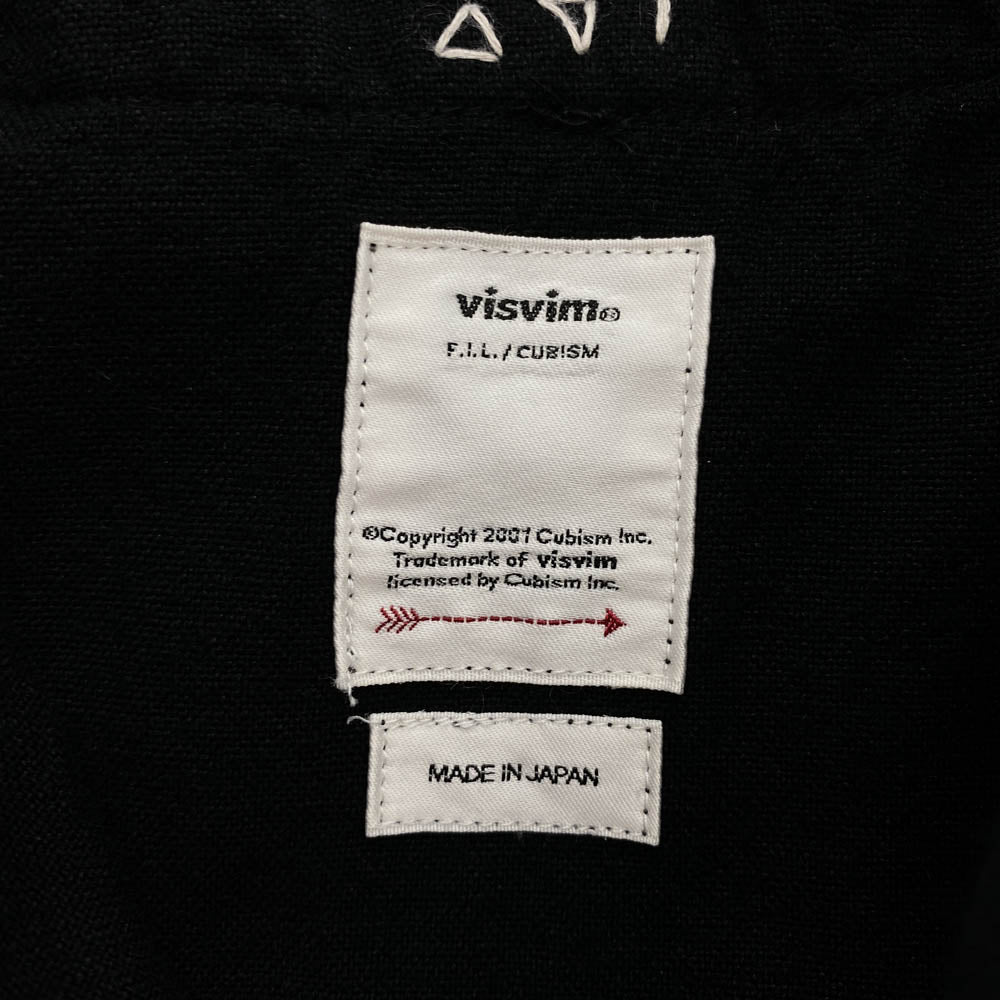 visvim®
F.I.L./CUBISM
©Copyright 2001 Cubism Inc.
Trademark of visvim
licensed by Cubism Inc.
MADE IN JAPAN